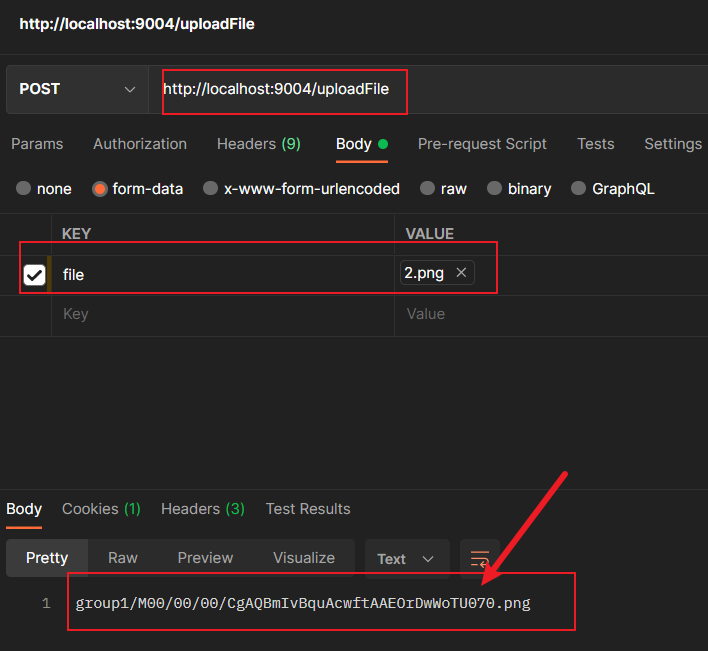 http://localhost:9004/uploadFile
POST http://localhost:9004/uploadFile
Params Authorization Headers (9) Body Pre-request Script Tests Settings
none form-data x-www-form-urlencoded raw binary GraphQL
KEY VALUE
file 2.png
Key Value
Body Cookies (1) Headers (3) Test Results
Pretty Raw Preview Visualize Text
1 group1/M00/00/00/CgAQBmIvBquAcwftAAEOrDwWoTU070.png